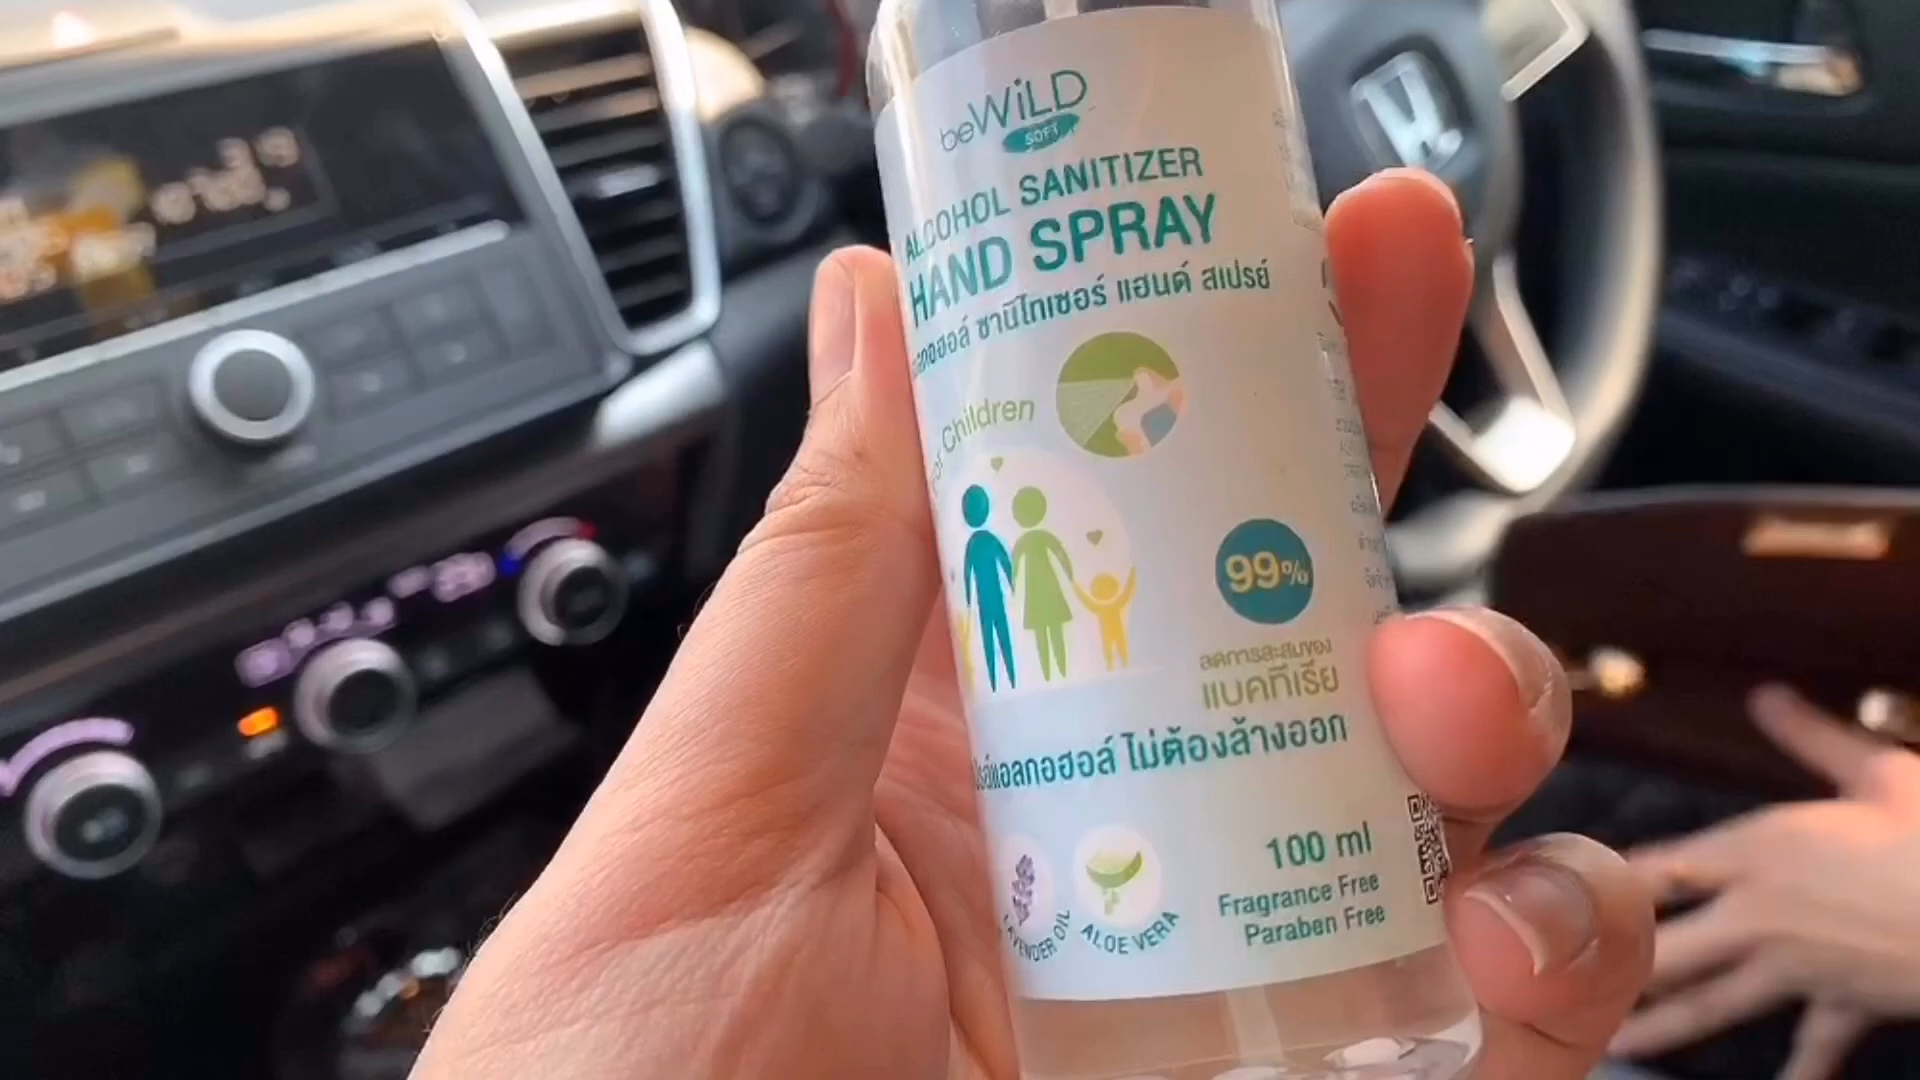 beWiLD
SOFT
ALCOHOL SANITIZER
HAND SPRAY
ซานิไทเซอร์ แฮนด์ สเปรย์
For Children
99%
ลดการสะสมของ
แบคทีเรีย
ไม่ต้องล้างออก
100 ml
Fragrance Free
Paraben Free
LAVENDER OIL
ALOE VERA